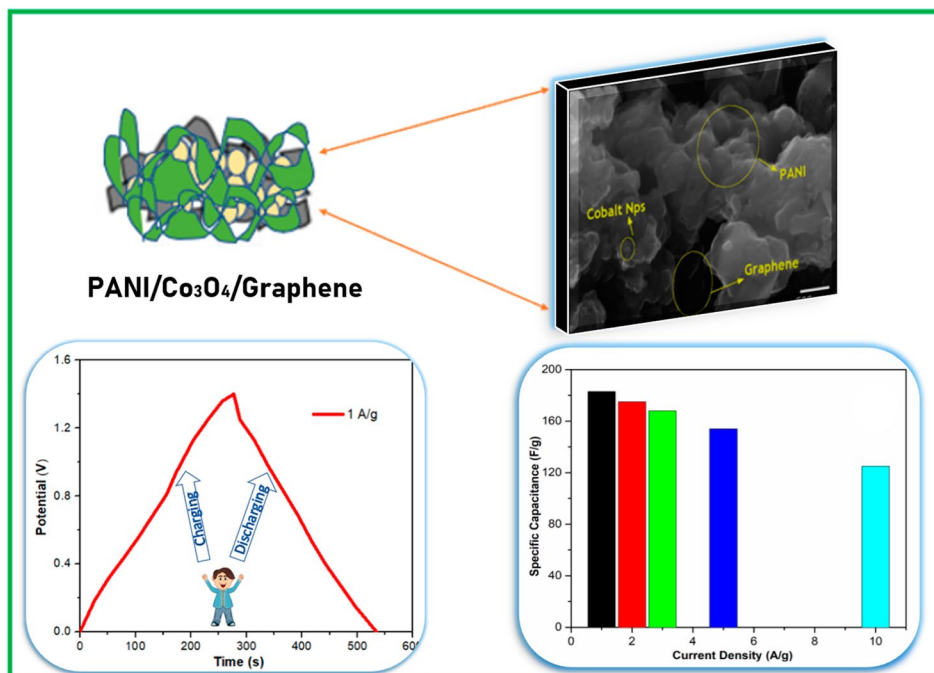 PANI
Cobalt Nps
Graphene
PANI/Co₃O₄/Graphene
1.6
1.2
0.8
0.4
0.0
Potential (V)
1 A/g
Charging
Discharging
0 100 200 300 400 500
Time (s)
200
160
120
80
40
0
Specific Capacitance (F/g)
0 2 4 6 8 10
Current Density (A/g)